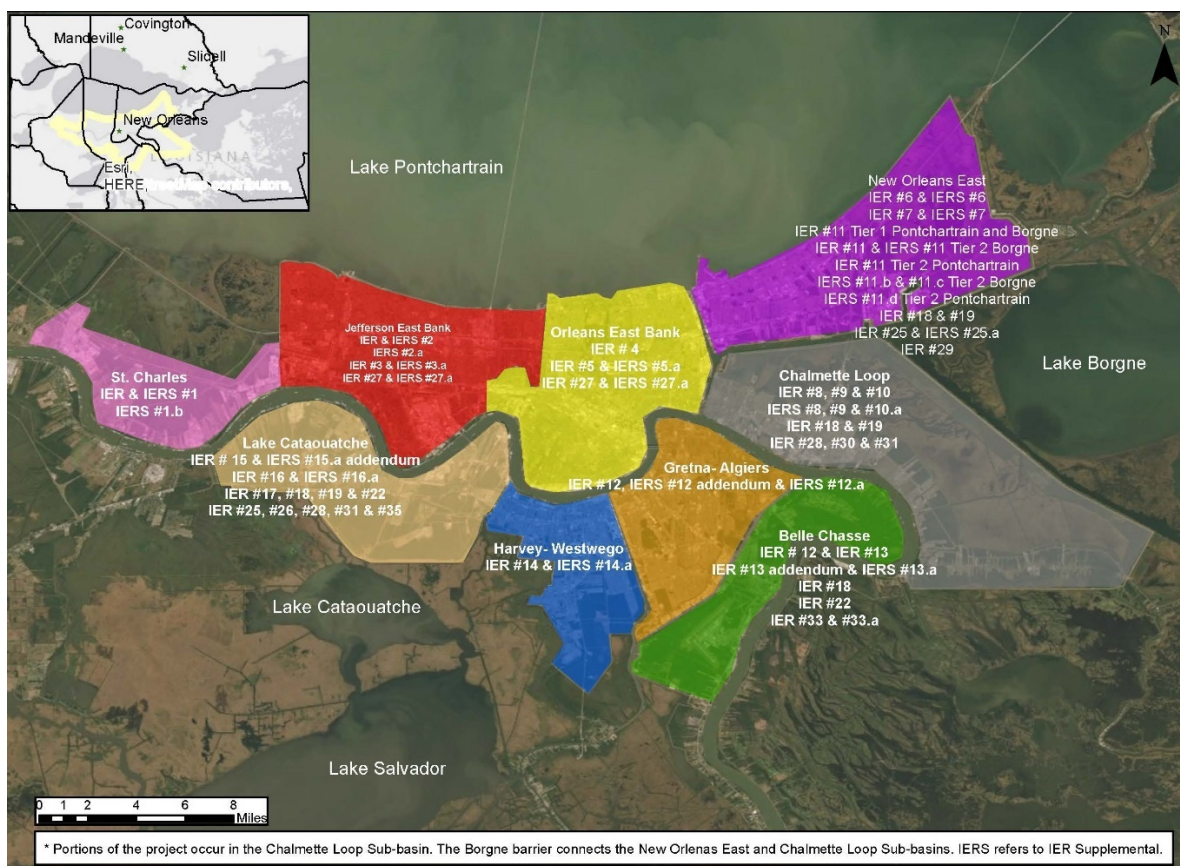 Covington
Mandeville
Slidell
New Orleans
LOUISIANA
Esri,
HERE,
contributors,
N
Lake Pontchartrain
New Orleans East
IER #6 & IERS #6
IER #7 & IERS #7
IER #11 Tier 1 Pontchartrain and Borgne
IER #11 & IERS #11 Tier 2 Borgne
IER #11 Tier 2 Pontchartrain
IERS #11.b & #11.c Tier 2 Borgne
IERS #11.d Tier 2 Pontchartrain
IER #18 & #19
IER #25 & IERS #25.a
IER #29
Jefferson East Bank
IER & IERS #2
IERS #2.a
IER #3 & IERS #3.a
IER #27 & IERS #27.a
Orleans East Bank
IER # 4
IER #5 & IERS #5.a
IER #27 & IERS #27.a
Lake Borgne
St. Charles
IER & IERS #1
IERS #1.b
Chalmette Loop
IER #8, #9 & #10
IERS #8, #9 & #10.a
IER #18 & #19
IER #28, #30 & #31
Lake Cataouatche
IER # 15 & IERS #15.a addendum
IER #16 & IERS #16.a
IER #17, #18, #19 & #22
IER #25, #26, #28, #31 & #35
Gretna- Algiers
IER #12, IERS #12 addendum & IERS #12.a
Harvey- Westwego
IER #14 & IERS #14.a
Belle Chasse
IER # 12 & IER #13
IER #13 addendum & IERS #13.a
IER #18
IER #22
IER #33 & #33.a
Lake Cataouatche
Lake Salvador
0 1 2 4 6 8
Miles
* Portions of the project occur in the Chalmette Loop Sub-basin. The Borgne barrier connects the New Orlenas East and Chalmette Loop Sub-basins. IERS refers to IER Supplemental.